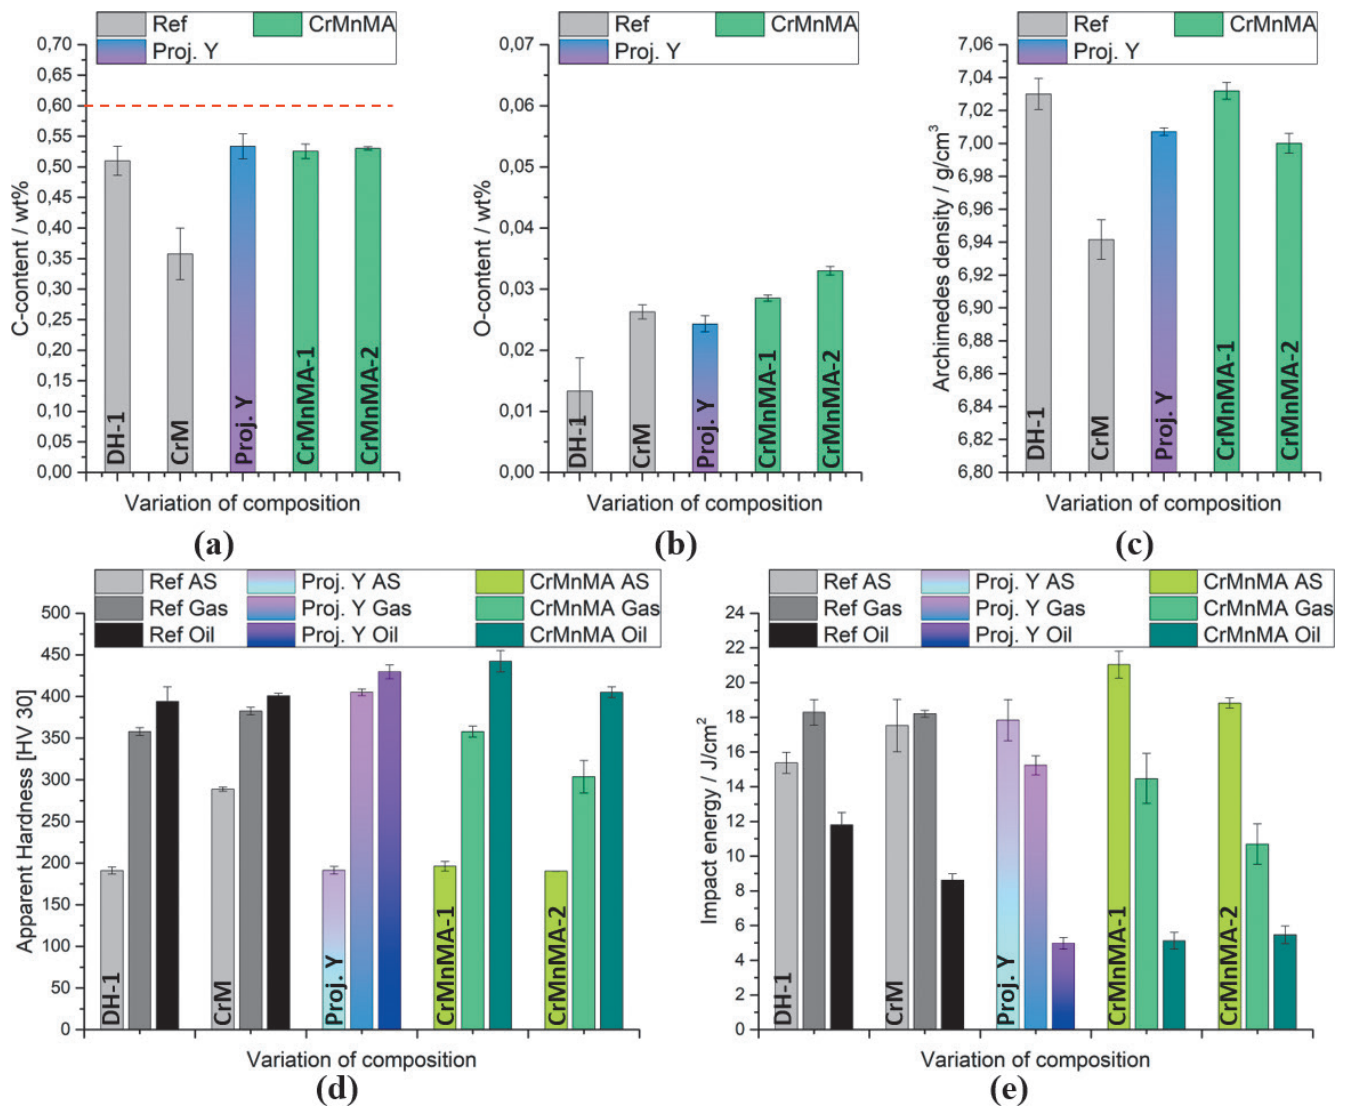 Ref
CrMnMA
Proj. Y
0,70
0,65
0,60
0,55
0,50
0,45
0,40
0,35
0,30
0,25
0,20
0,15
0,10
0,05
0,00
C-content / wt%
DH-1
CrM
Proj. Y
CrMnMA-1
CrMnMA-2
Variation of composition
(a)
Ref
CrMnMA
Proj. Y
0,07
0,06
0,05
0,04
0,03
0,02
0,01
0,00
O-content / wt%
DH-1
CrM
Proj. Y
CrMnMA-1
CrMnMA-2
Variation of composition
(b)
Ref
CrMnMA
Proj. Y
7,06
7,04
7,02
7,00
6,98
6,96
6,94
6,92
6,90
6,88
6,86
6,84
6,82
6,80
Archimedes density / g/cm³
DH-1
CrM
Proj. Y
CrMnMA-1
CrMnMA-2
Variation of composition
(c)
Ref AS
Proj. Y AS
CrMnMA AS
Ref Gas
Proj. Y Gas
CrMnMA Gas
Ref Oil
Proj. Y Oil
CrMnMA Oil
500
450
400
350
300
250
200
150
100
50
0
Apparent Hardness [HV 30]
DH-1
CrM
Proj. Y
CrMnMA-1
CrMnMA-2
Variation of composition
(d)
Ref AS
Proj. Y AS
CrMnMA AS
Ref Gas
Proj. Y Gas
CrMnMA Gas
Ref Oil
Proj. Y Oil
CrMnMA Oil
24
22
20
18
16
14
12
10
8
6
4
2
0
Impact energy / J/cm²
DH-1
CrM
Proj. Y
CrMnMA-1
CrMnMA-2
Variation of composition
(e)